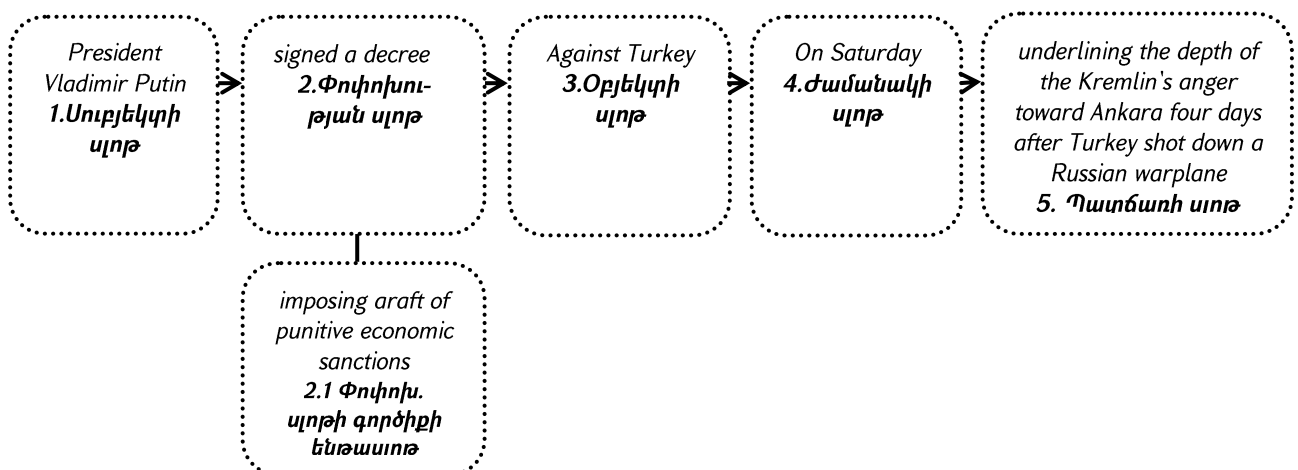 President
Vladimir Putin
1.Սուբյեկտի
սլոթ
signed a decree
2.Փոփոխու-
թյան սլոթ
Against Turkey
3.Օբյեկտի
սլոթ
On Saturday
4.Ժամանակի
սլոթ
underlining the depth of
the Kremlin's anger
toward Ankara four days
after Turkey shot down a
Russian warplane
5. Պատճառի սլոթ
imposing araft of
punitive economic
sanctions
2.1 Փոփոխ.
սլոթի գործիքի
ենթասլոթ